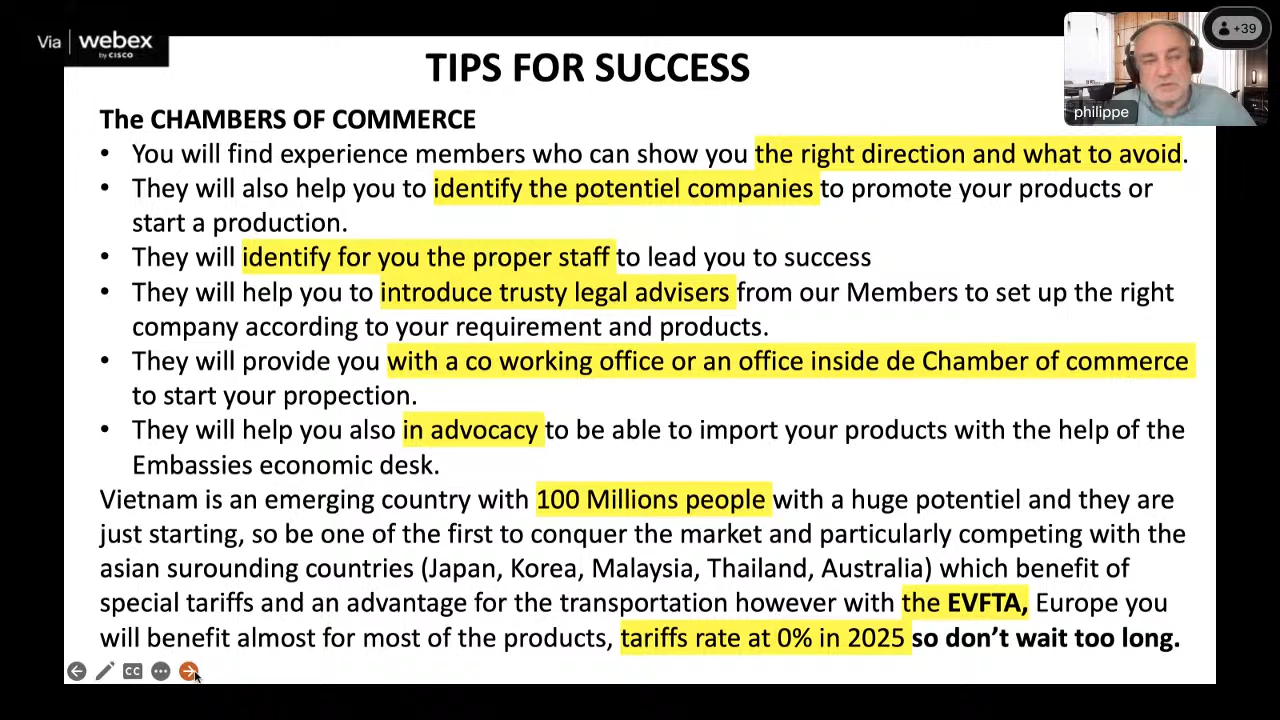 Via webex
by CISCO
+39
philippe
TIPS FOR SUCCESS
The CHAMBERS OF COMMERCE
• You will find experience members who can show you the right direction and what to avoid.
• They will also help you to identify the potentiel companies to promote your products or
start a production.
• They will identify for you the proper staff to lead you to success
• They will help you to introduce trusty legal advisers from our Members to set up the right
company according to your requirement and products.
• They will provide you with a co working office or an office inside de Chamber of commerce
to start your propection.
• They will help you also in advocacy to be able to import your products with the help of the
Embassies economic desk.
Vietnam is an emerging country with 100 Millions people with a huge potentiel and they are
just starting, so be one of the first to conquer the market and particularly competing with the
asian surounding countries (Japan, Korea, Malaysia, Thailand, Australia) which benefit of
special tariffs and an advantage for the transportation however with the EVFTA, Europe you
will benefit almost for most of the products, tariffs rate at 0% in 2025 so don’t wait too long.
CC